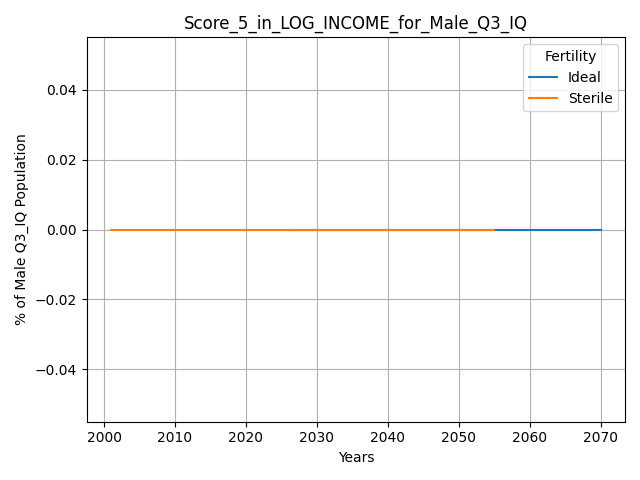 Score_5_in_LOG_INCOME_for_Male_Q3_IQ
Fertility
Ideal
Sterile
% of Male Q3_IQ Population
0.04
0.02
0.00
−0.02
−0.04
2000 2010 2020 2030 2040 2050 2060 2070
Years